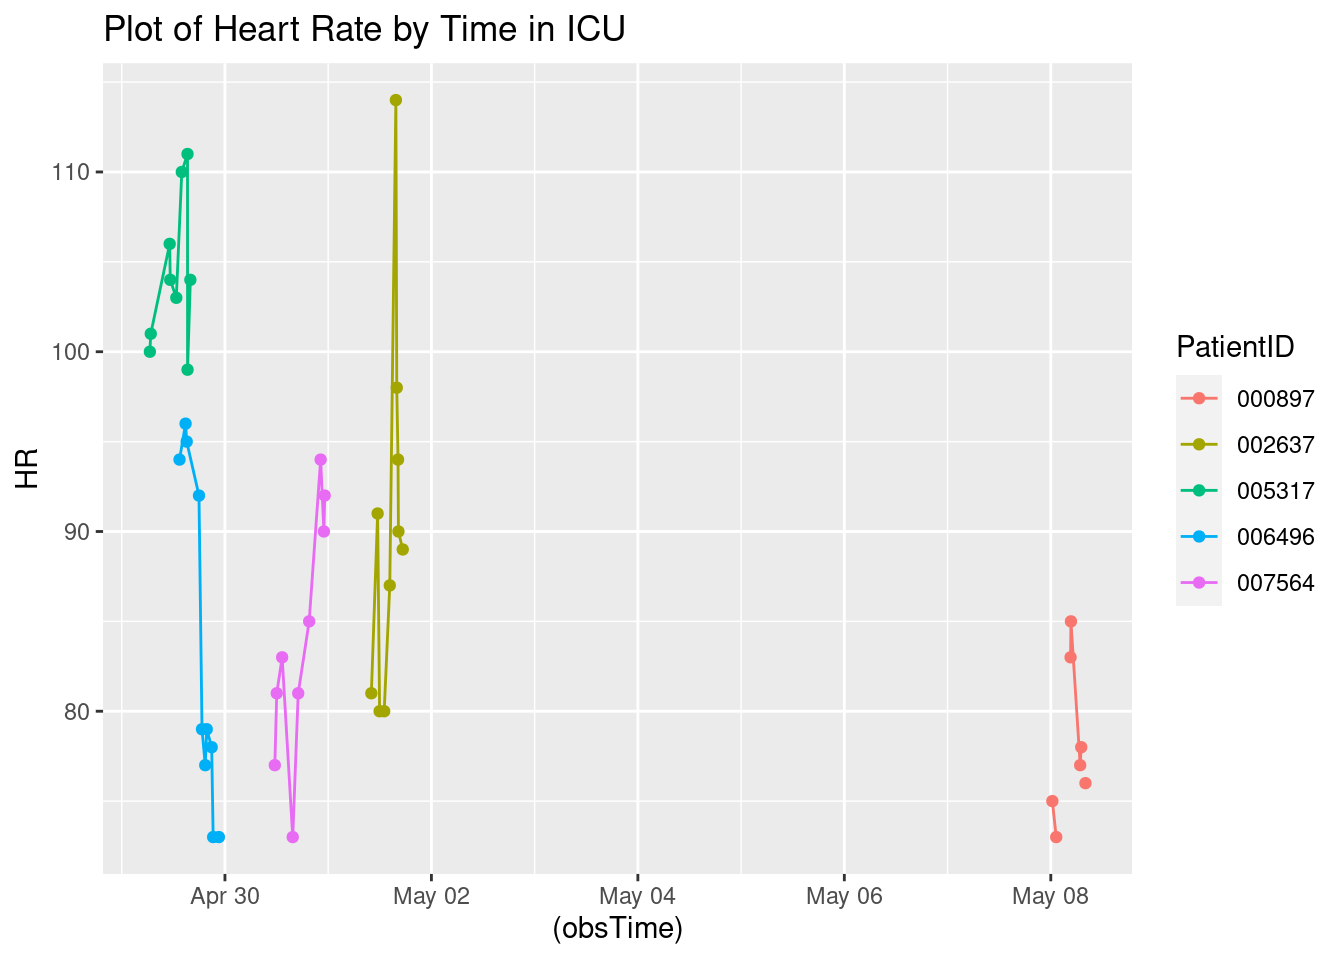 Plot of Heart Rate by Time in ICU
HR
110
100
90
80
Apr 30
May 02
May 04
May 06
May 08
(obsTime)
PatientID
000897
002637
005317
006496
007564